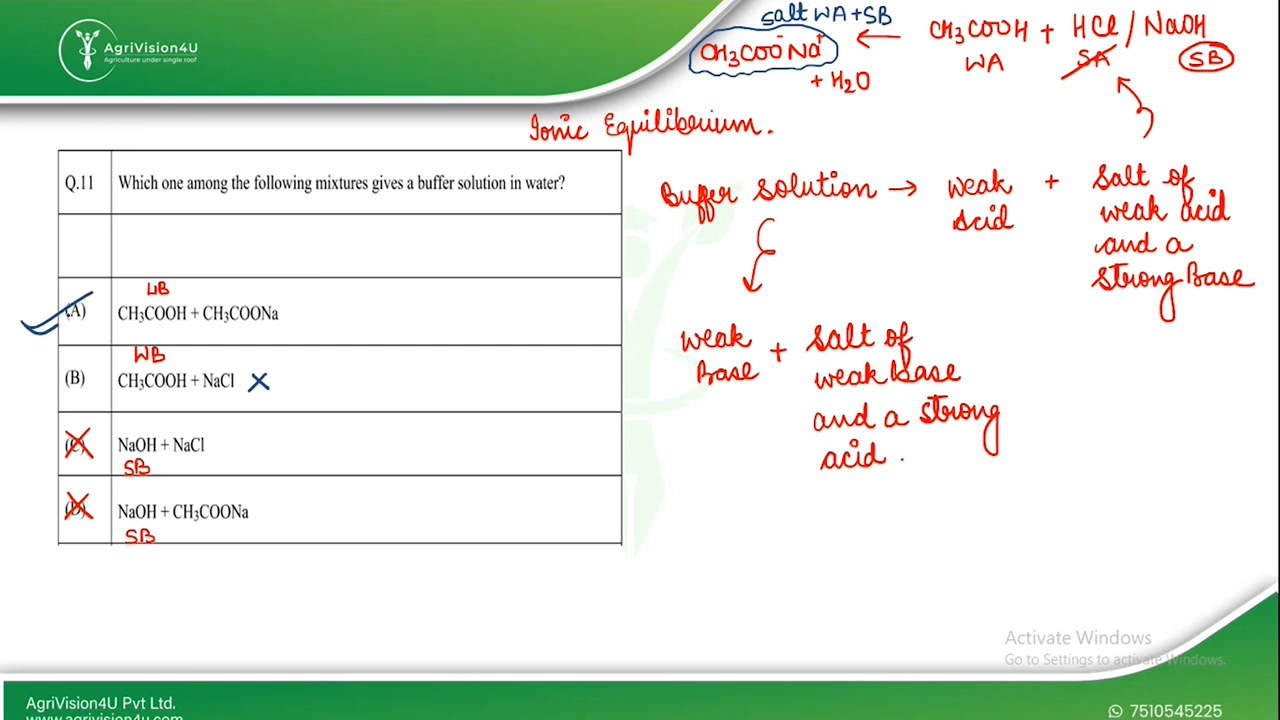 AgriVision4U
Agriculture under single roof
salt WA+SB
CH₃COO⁻Na⁺ ← CH₃COOH + HCl / NaOH
WA SA SB
+ H₂O
Ionic Equilibrium.
Q.11 Which one among the following mixtures gives a buffer solution in water?
WB
(A) CH₃COOH + CH₃COONa
WB
(B) CH₃COOH + NaCl ×
(C) NaOH + NaCl
SB
(D) NaOH + CH₃COONa
SB
Buffer solution → weak + Salt of
acid weak acid
and a
strong Base
weak + Salt of
Base weak base
and a strong
acid.
Activate Windows
Go to Settings to activate Windows.
AgriVision4U Pvt Ltd.
www.agrivision4u.com
7510545225